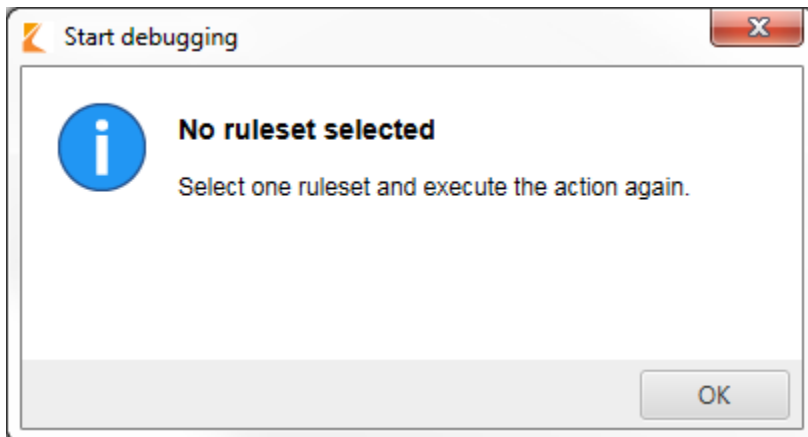 Start debugging
No ruleset selected
Select one ruleset and execute the action again.
OK